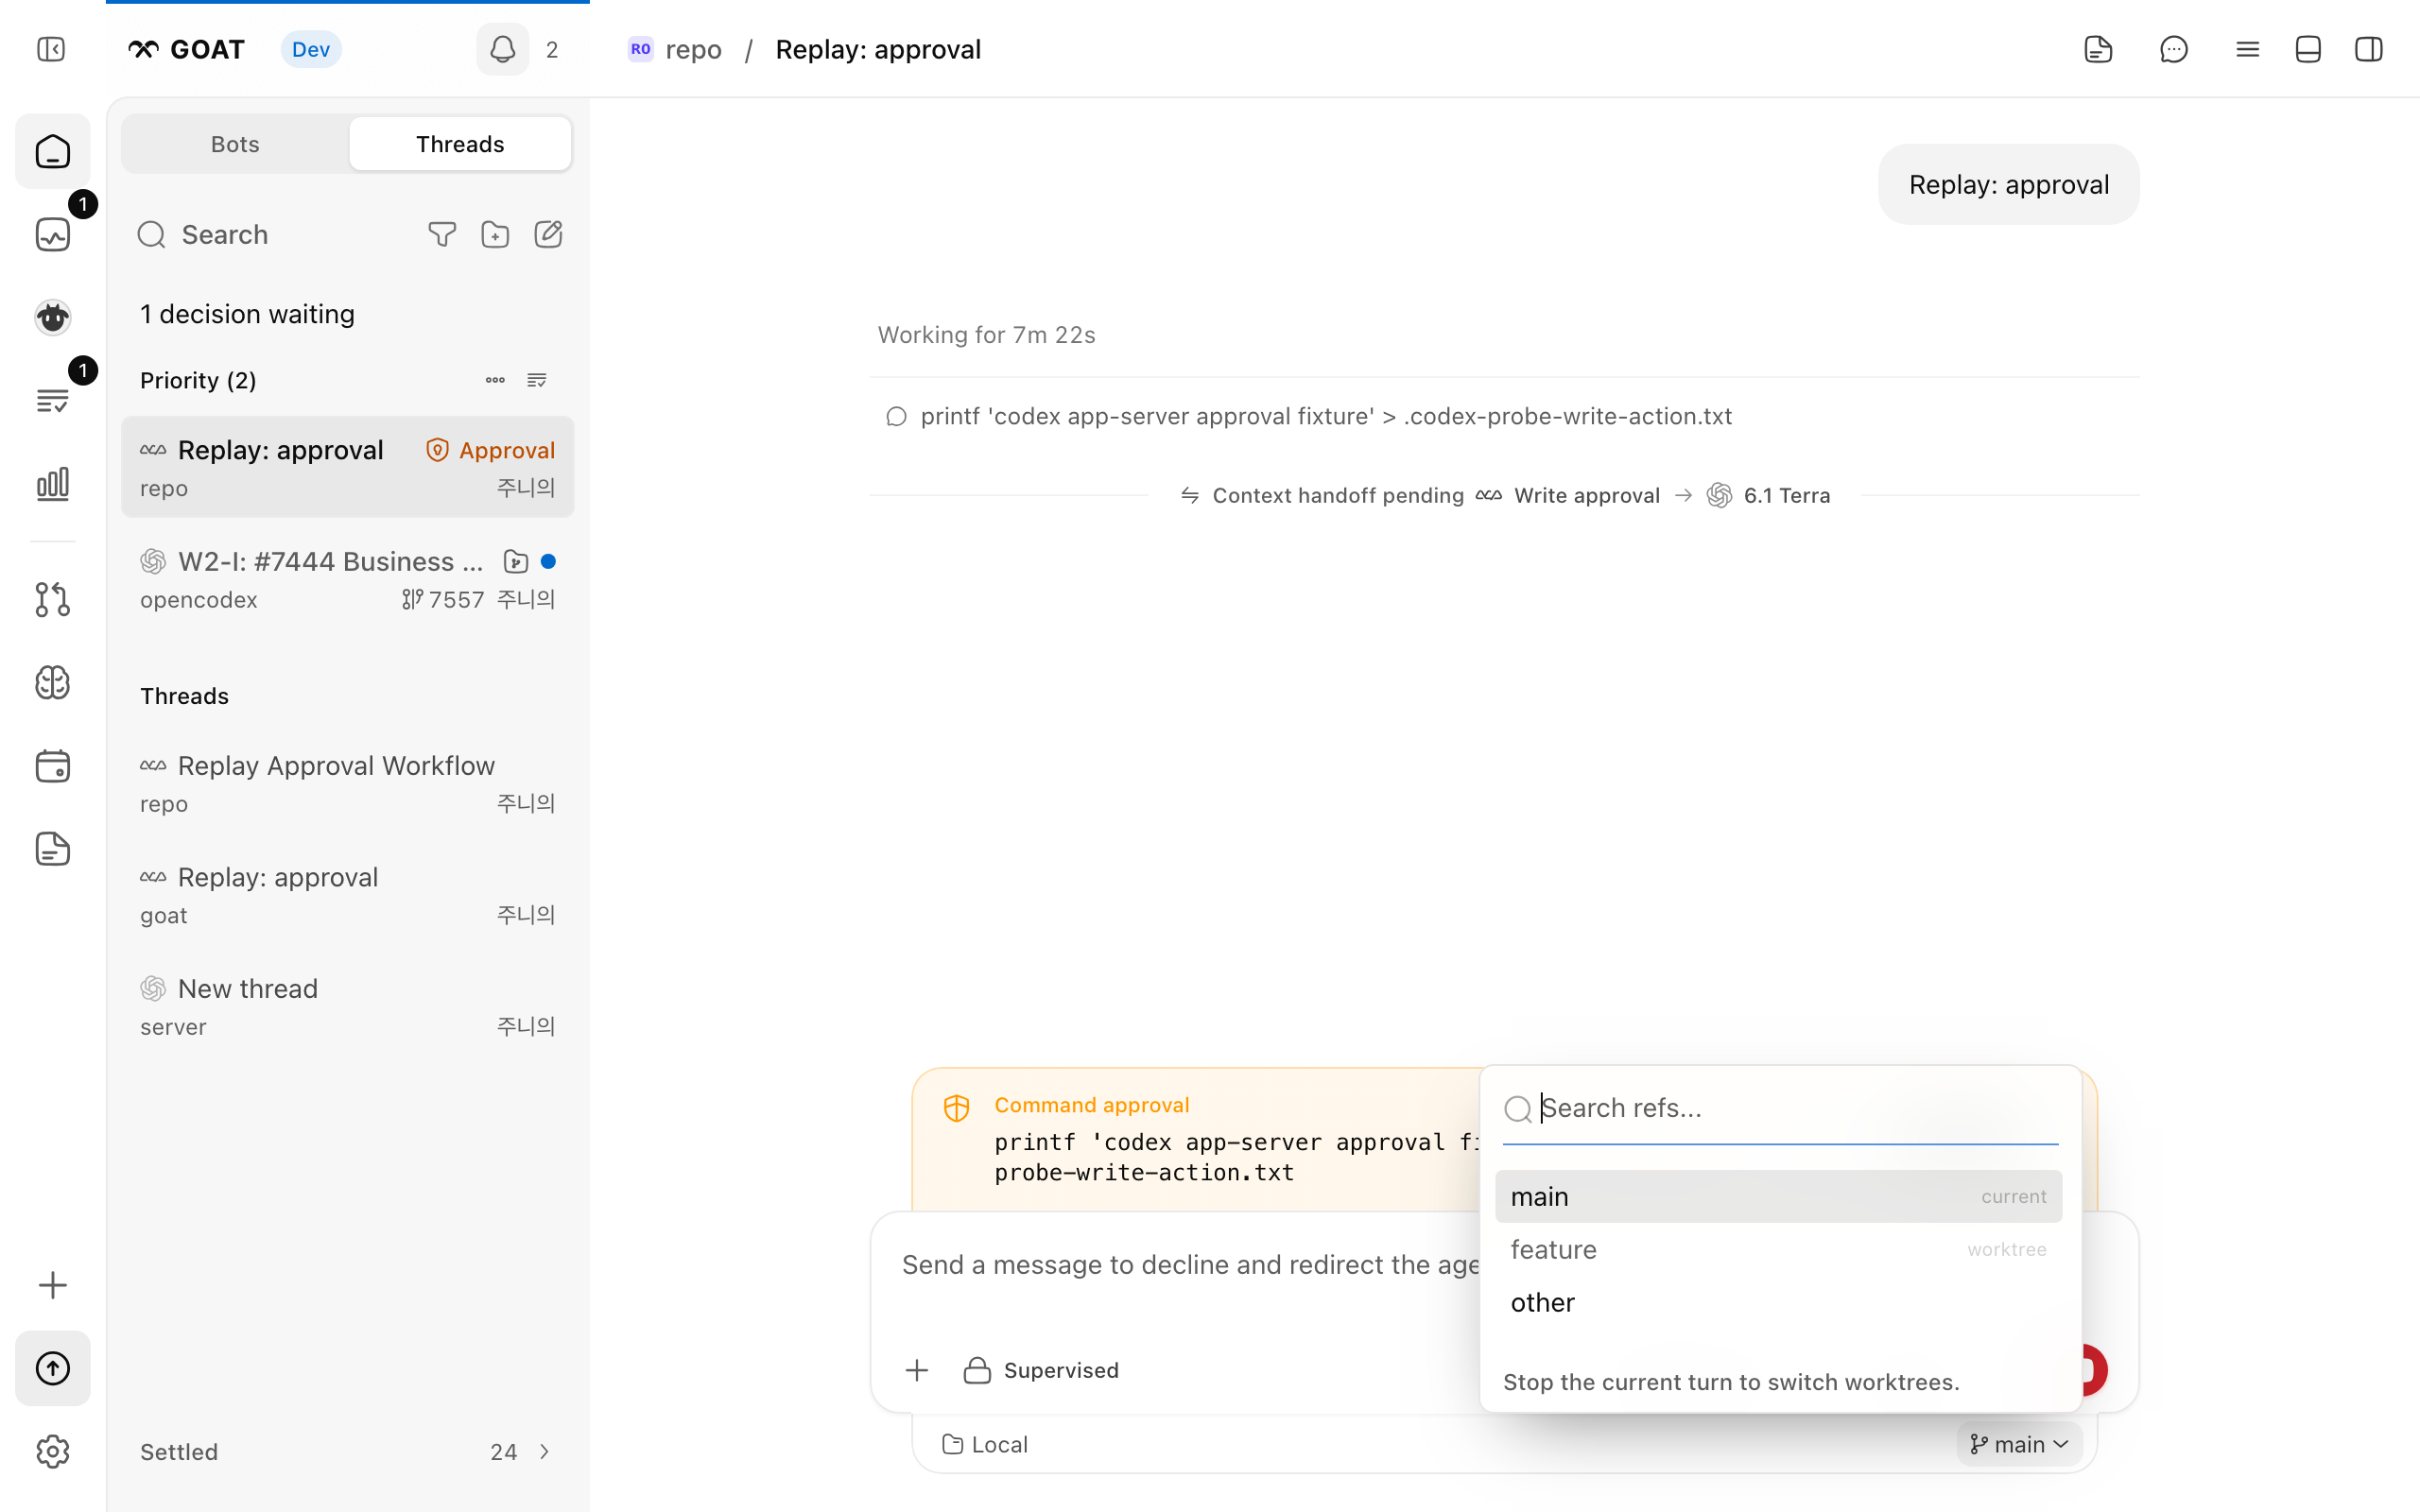 GOAT
Dev
2
RO repo / Replay: approval
Bots
Threads
Replay: approval
1
Search
1 decision waiting
Working for 7m 22s
1
Priority (2)
printf 'codex app-server approval fixture' > .codex-probe-write-action.txt
Replay: approval
Approval
repo
주니의
Context handoff pending
Write approval
→
6.1 Terra
W2-I: #7444 Business ...
opencodex
7557
주니의
Threads
Replay Approval Workflow
repo
주니의
Replay: approval
goat
주니의
New thread
server
주니의
Command approval
printf 'codex app-server approval
probe-write-action.txt
Search refs...
main
current
feature
worktree
other
Send a message to decline and redirect the
Supervised
Stop the current turn to switch worktrees.
Settled
24
Local
main